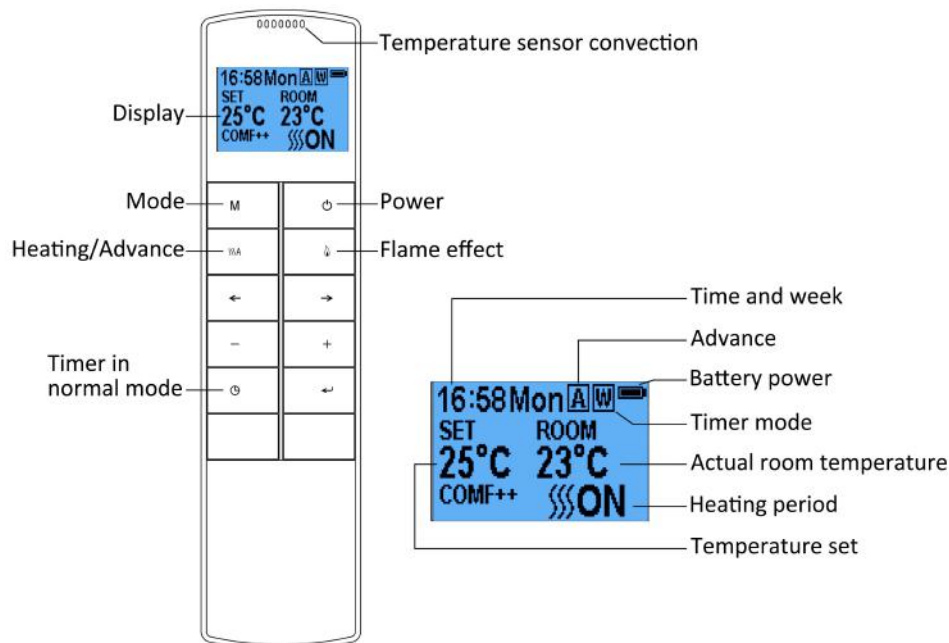 Temperature sensor convection
16:58Mon A W
SET ROOM
25°C 23°C
COMF++ ON
Display
Mode
M
Power
Heating/Advance
A
Flame effect
←
→
−
+
Timer in
normal mode
Time and week
Advance
Battery power
16:58Mon A W
Timer mode
SET ROOM
25°C 23°C
Actual room temperature
COMF++ ON
Heating period
Temperature set